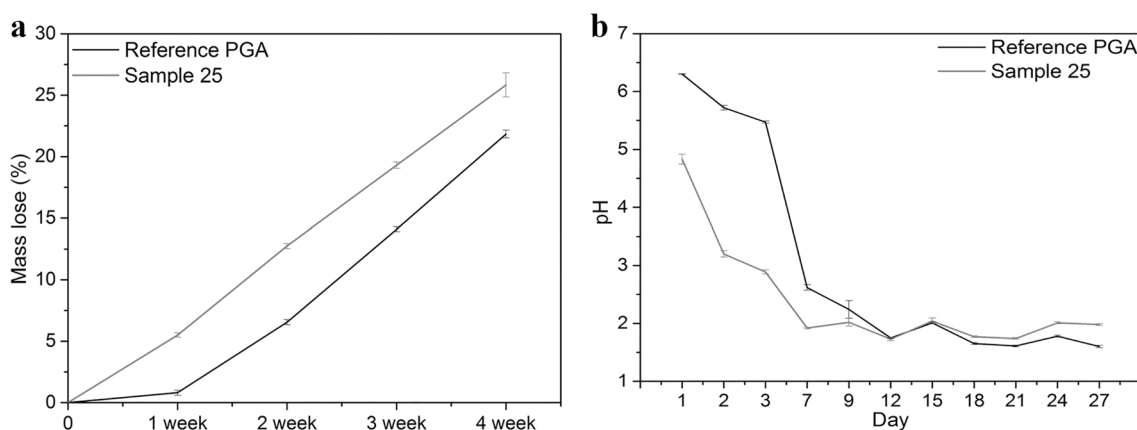 a
Reference PGA
Sample 25
Mass lose (%)
30
25
20
15
10
5
0
0 1 week 2 week 3 week 4 week
b
Reference PGA
Sample 25
pH
7
6
5
4
3
2
1
1 2 3 7 9 12 15 18 21 24 27
Day